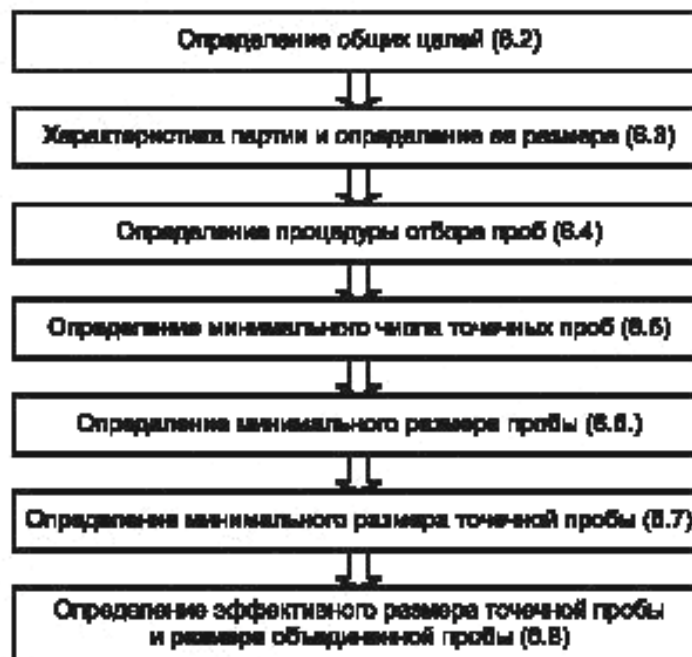 Определение общих целей (6.2)
Характеристика партии и определение ее размера (6.3)
Определение процедуры отбора проб (6.4)
Определение минимального числа точечных проб (6.5)
Определение минимального размера пробы (6.6.)
Определение минимального размера точечной пробы (6.7)
Определение эффективного размера точечной пробы
и размера объединенной пробы (6.8)